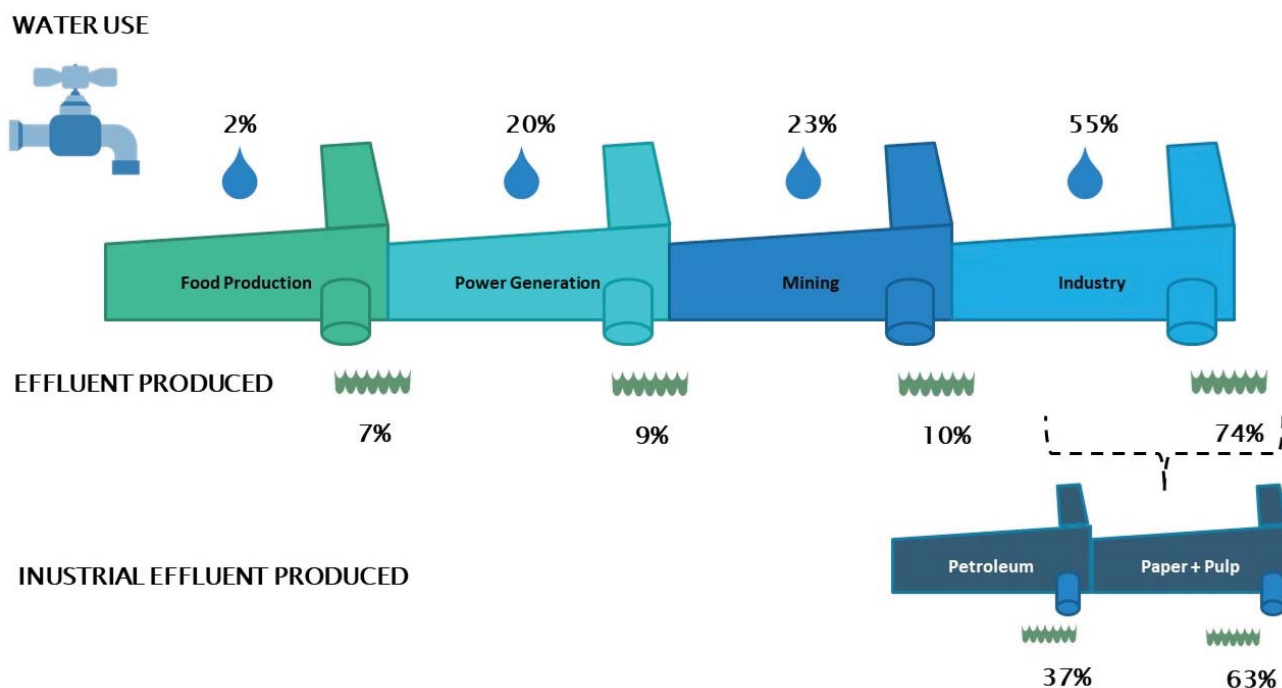 WATER USE
2%
20%
23%
55%
Food Production
Power Generation
Mining
Industry
EFFLUENT PRODUCED
7%
9%
10%
74%
INUSTRIAL EFFLUENT PRODUCED
Petroleum
Paper + Pulp
37%
63%